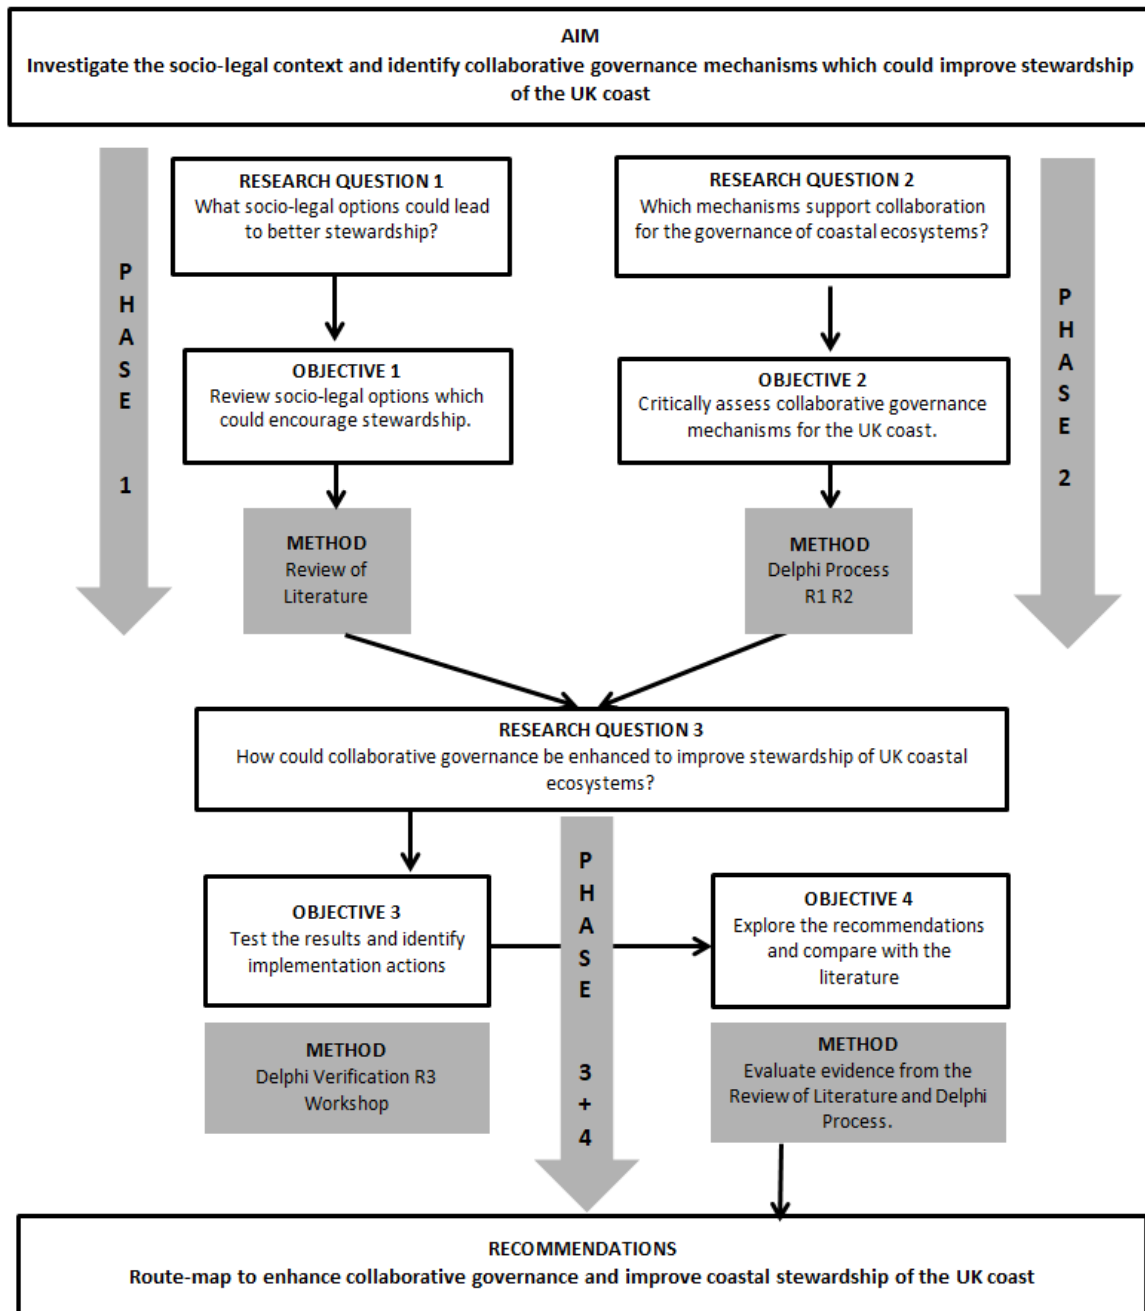 AIM
Investigate the socio-legal context and identify collaborative governance mechanisms which could improve stewardship
of the UK coast
P
H
A
S
E
1
RESEARCH QUESTION 1
What socio-legal options could lead
to better stewardship?
OBJECTIVE 1
Review socio-legal options which
could encourage stewardship.
METHOD
Review of
Literature
RESEARCH QUESTION 2
Which mechanisms support collaboration
for the governance of coastal ecosystems?
OBJECTIVE 2
Critically assess collaborative governance
mechanisms for the UK coast.
METHOD
Delphi Process
R1 R2
P
H
A
S
E
2
RESEARCH QUESTION 3
How could collaborative governance be enhanced to improve stewardship of UK coastal
ecosystems?
OBJECTIVE 3
Test the results and identify
implementation actions
METHOD
Delphi Verification R3
Workshop
P
H
A
S
E
3
+
4
OBJECTIVE 4
Explore the recommendations
and compare with the
literature
METHOD
Evaluate evidence from the
Review of Literature and Delphi
Process.
RECOMMENDATIONS
Route-map to enhance collaborative governance and improve coastal stewardship of the UK coast